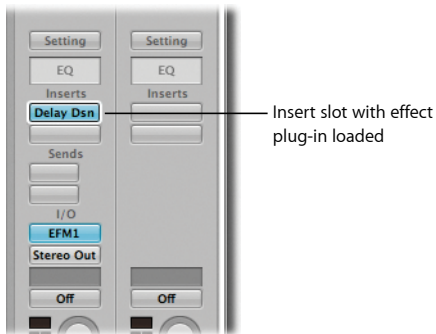 Setting Setting
EQ EQ
Inserts Inserts
Delay Dsn
Insert slot with effect
plug-in loaded
Sends
I/O
EFM1
Stereo Out
Off Off